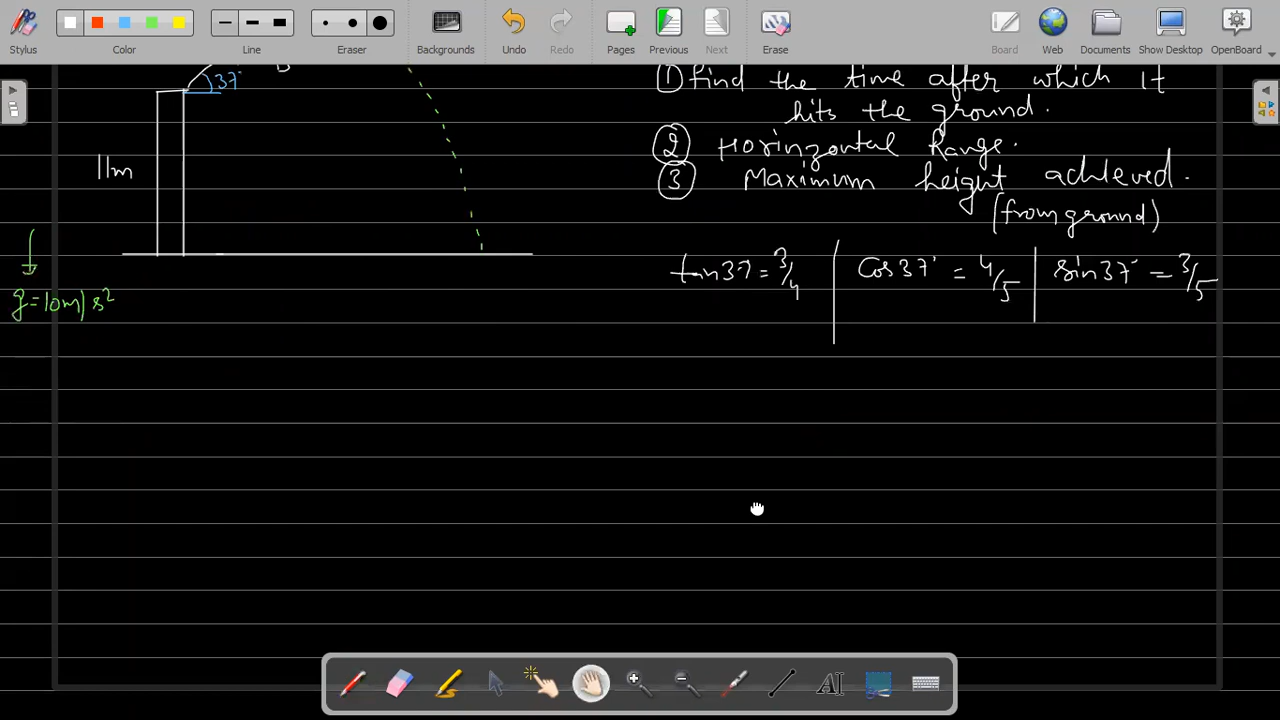 Stylus
Color
Line
Eraser
Backgrounds
Undo
Redo
Pages
Previous
Next
Erase
Board
Web
Documents
Show Desktop
OpenBoard
37°
11m
g=10m/s²
① find the time after which it
hits the ground.
② Horinzontal Range.
③ Maximum height achieved.
(from ground)
tan37=3/4
cos37°=4/5
sin37°=3/5
AI